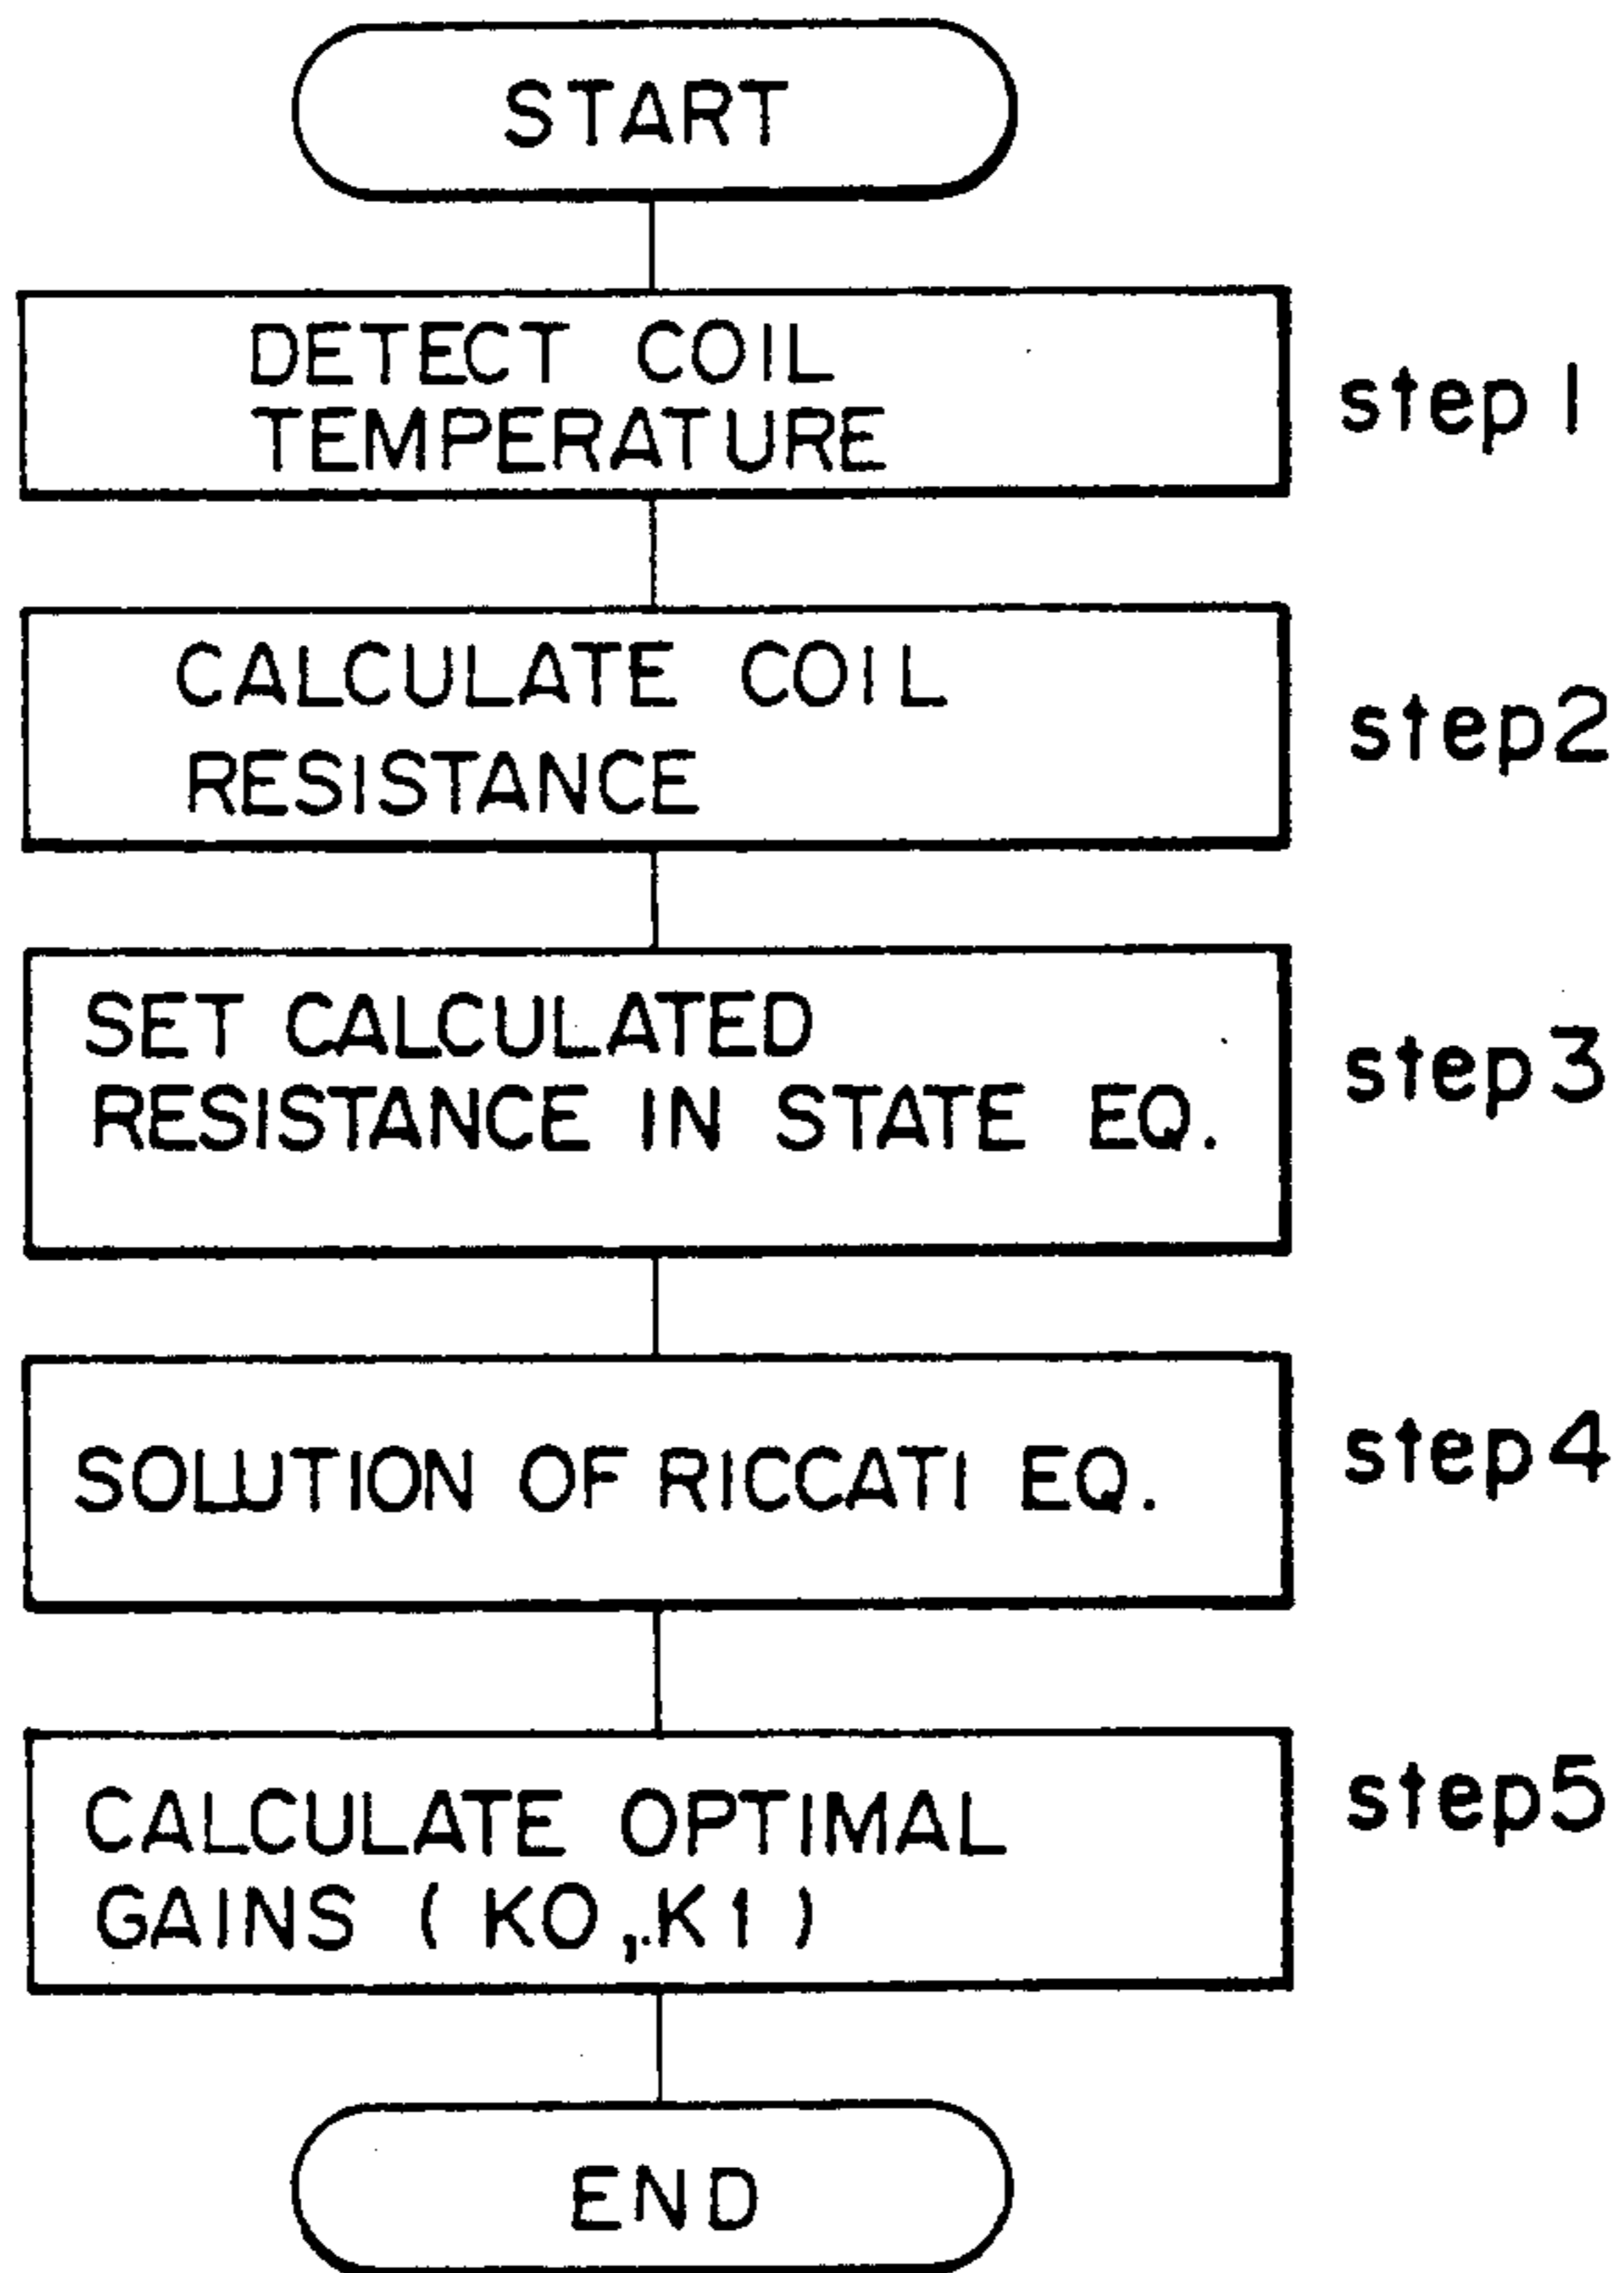 START
DETECT COIL
TEMPERATURE
step 1
CALCULATE COIL
RESISTANCE
step2
SET CALCULATED
RESISTANCE IN STATE EQ.
step3
SOLUTION OF RICCATI EQ.
step4
CALCULATE OPTIMAL
GAINS ( K0, K1 )
step5
END